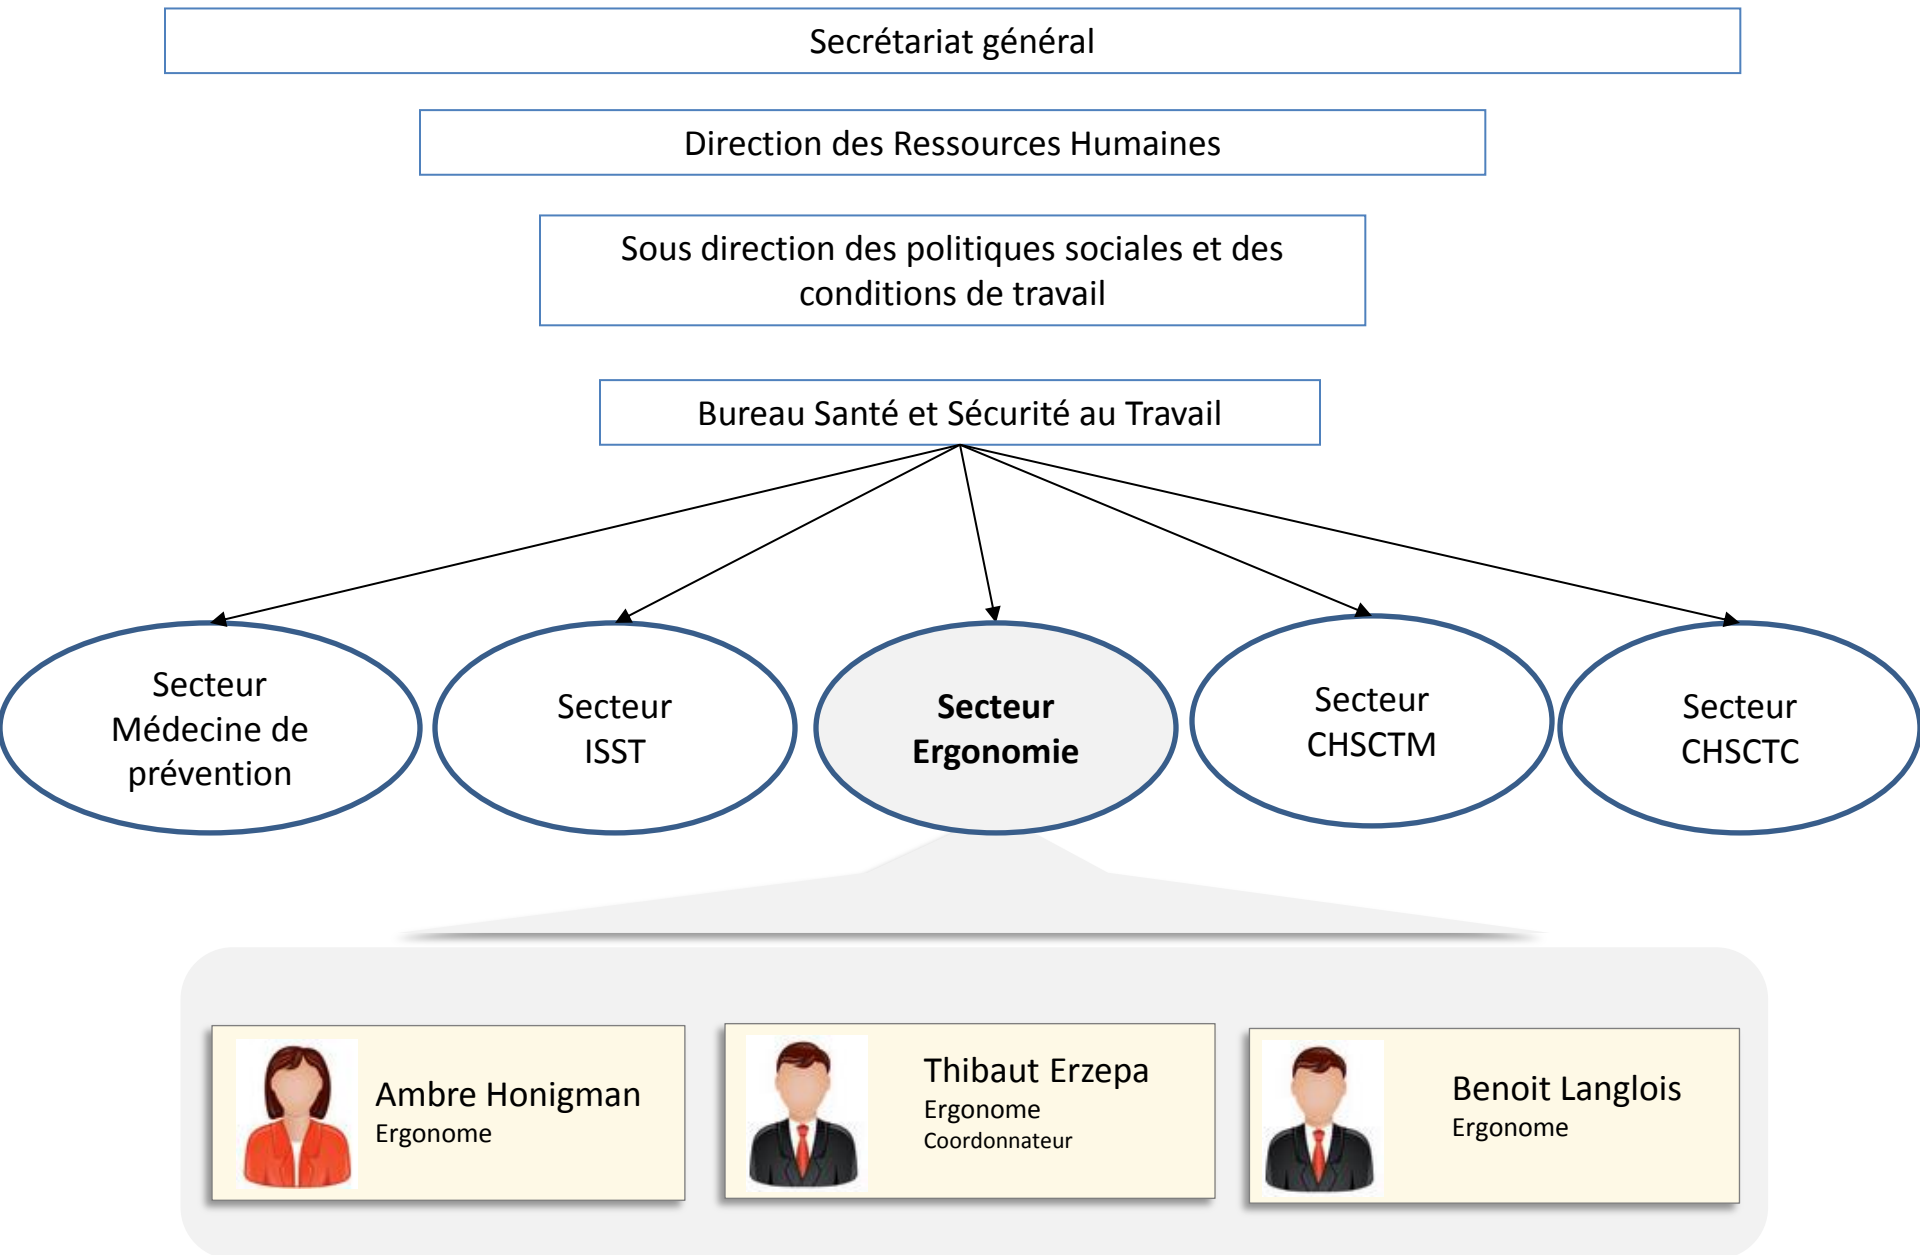 Secrétariat général
Direction des Ressources Humaines
Sous direction des politiques sociales et des
conditions de travail
Bureau Santé et Sécurité au Travail
Secteur
Médecine de
prévention
Secteur
ISST
Secteur
Ergonomie
Secteur
CHSCTM
Secteur
CHSCTC
Ambre Honigman
Ergonome
Thibaut Erzepa
Ergonome
Coordonnateur
Benoit Langlois
Ergonome